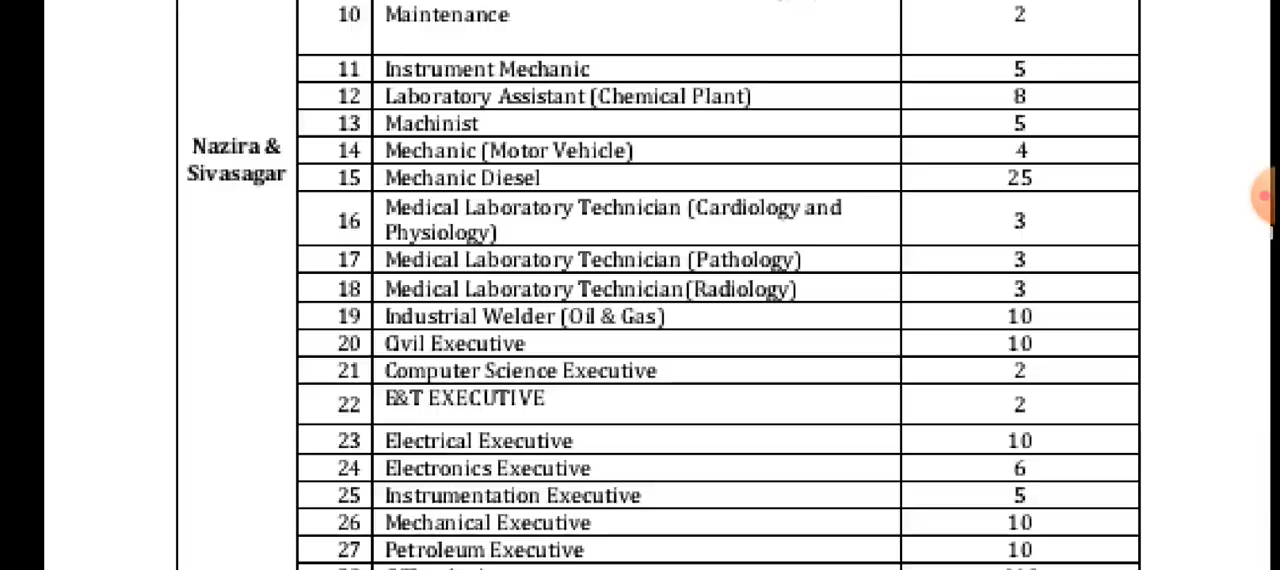 10 Maintenance 2
11 Instrument Mechanic 5
12 Laboratory Assistant (Chemical Plant) 8
13 Machinist 5
Nazira &
Sivasagar
14 Mechanic (Motor Vehicle) 4
15 Mechanic Diesel 25
16 Medical Laboratory Technician (Cardiology and
Physiology) 3
17 Medical Laboratory Technician (Pathology) 3
18 Medical Laboratory Technician(Radiology) 3
19 Industrial Welder (Oil & Gas) 10
20 Civil Executive 10
21 Computer Science Executive 2
22 E&T EXECUTIVE 2
23 Electrical Executive 10
24 Electronics Executive 6
25 Instrumentation Executive 5
26 Mechanical Executive 10
27 Petroleum Executive 10